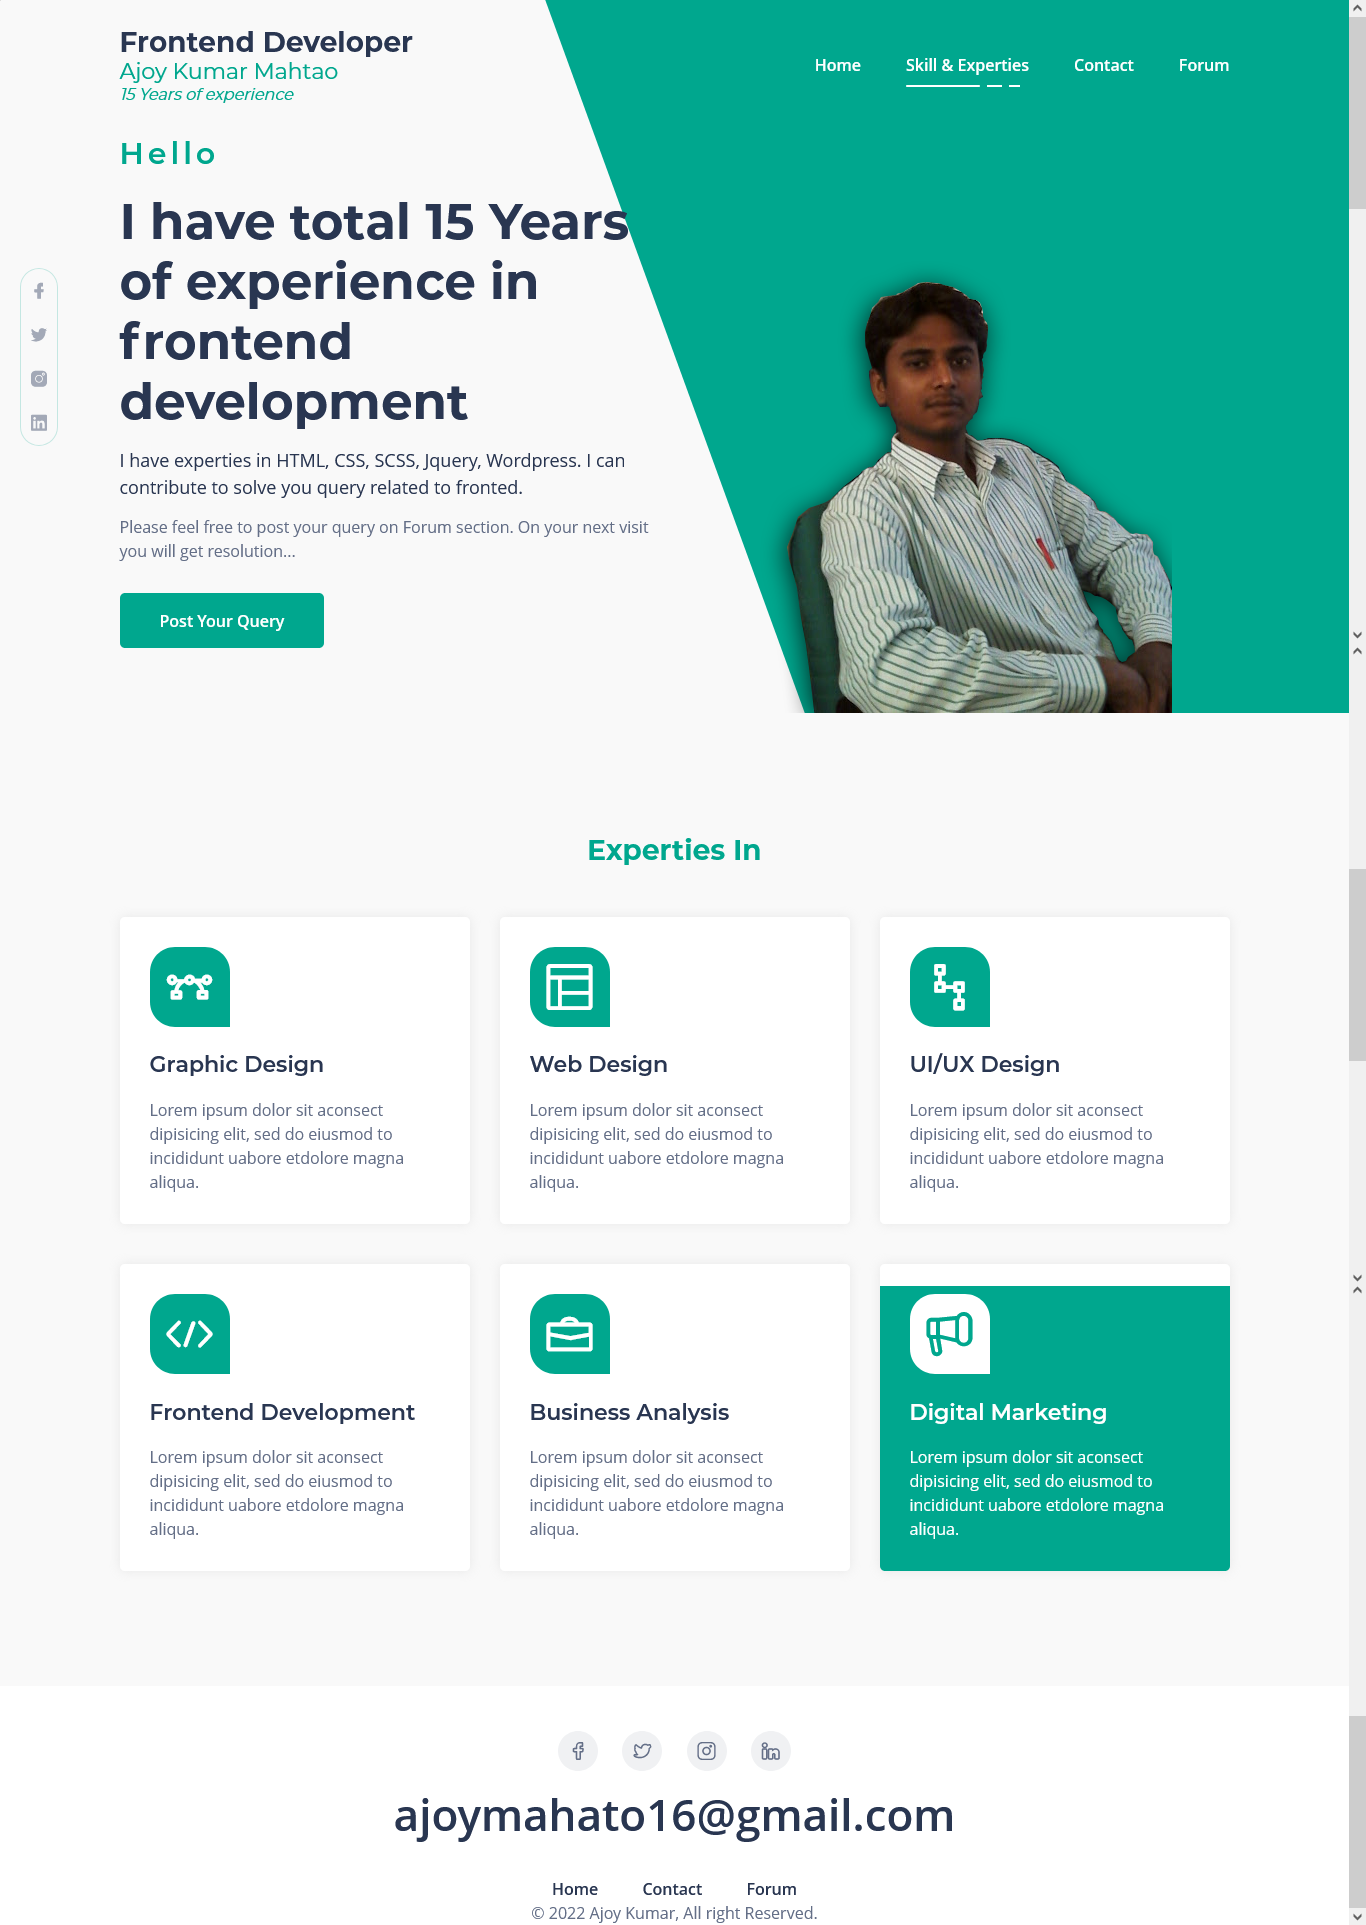 Frontend Developer
Ajoy Kumar Mahtao
15 Years of experience
Home Skill & Experties Contact Forum
Hello
I have total 15 Years
of experience in
frontend
development
I have experties in HTML, CSS, SCSS, Jquery, Wordpress. I can
contribute to solve you query related to fronted.
Please feel free to post your query on Forum section. On your next visit
you will get resolution...
Post Your Query
Experties In
Graphic Design
Lorem ipsum dolor sit aconsect
dipisicing elit, sed do eiusmod to
incididunt uabore etdolore magna
aliqua.
Web Design
Lorem ipsum dolor sit aconsect
dipisicing elit, sed do eiusmod to
incididunt uabore etdolore magna
aliqua.
UI/UX Design
Lorem ipsum dolor sit aconsect
dipisicing elit, sed do eiusmod to
incididunt uabore etdolore magna
aliqua.
Frontend Development
Lorem ipsum dolor sit aconsect
dipisicing elit, sed do eiusmod to
incididunt uabore etdolore magna
aliqua.
Business Analysis
Lorem ipsum dolor sit aconsect
dipisicing elit, sed do eiusmod to
incididunt uabore etdolore magna
aliqua.
Digital Marketing
Lorem ipsum dolor sit aconsect
dipisicing elit, sed do eiusmod to
incididunt uabore etdolore magna
aliqua.
ajoymahato16@gmail.com
Home Contact Forum
© 2022 Ajoy Kumar, All right Reserved.